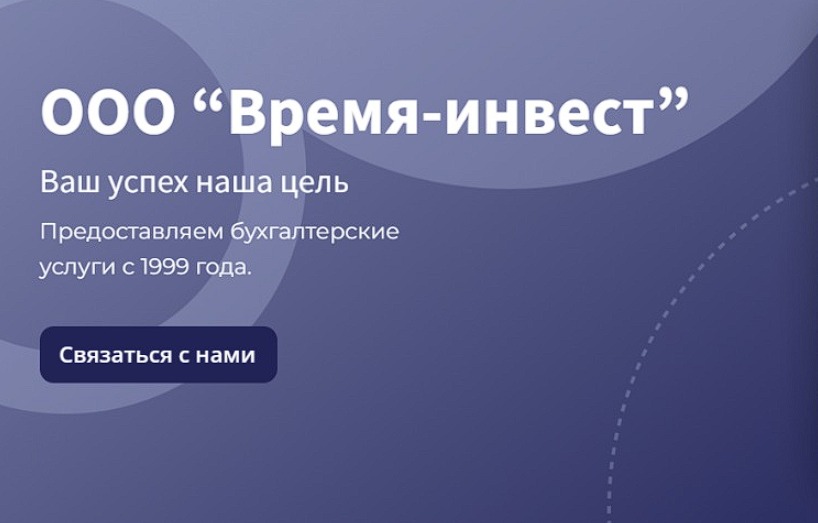 ООО “Время-инвест”
Ваш успех наша цель
Предоставляем бухгалтерские
услуги с 1999 года.
Связаться с нами